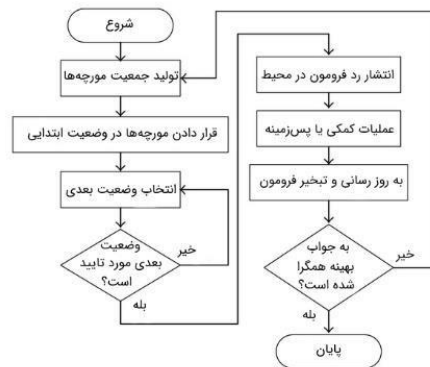 شروع
تولید جمعیت مورچه‌ها
قرار دادن مورچه‌ها در وضعیت ابتدایی
انتخاب وضعیت بعدی
وضعیت
بعدی مورد تایید
است؟
خیر
بله
انتشار رد فرومون در محیط
عملیات کمکی یا پس‌زمینه
به روز رسانی و تبخیر فرومون
به جواب
بهینه همگرا
شده است؟
خیر
بله
پایان